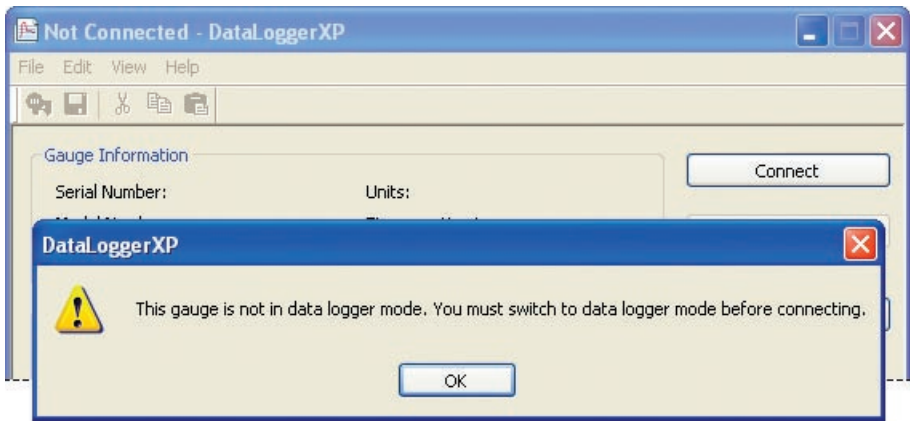 Not Connected - DataLoggerXP
File Edit View Help
Gauge Information
Connect
Serial Number: Units:
DataLoggerXP
This gauge is not in data logger mode. You must switch to data logger mode before connecting.
OK